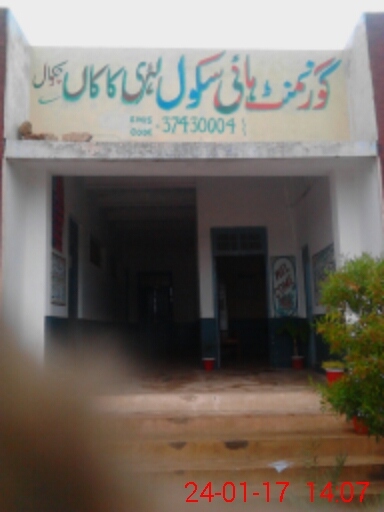 گورنمنٹ ہائی سکول لہڑی کاکاں چکوال
EMIS CODE - 37430004
24-01-17 14:07